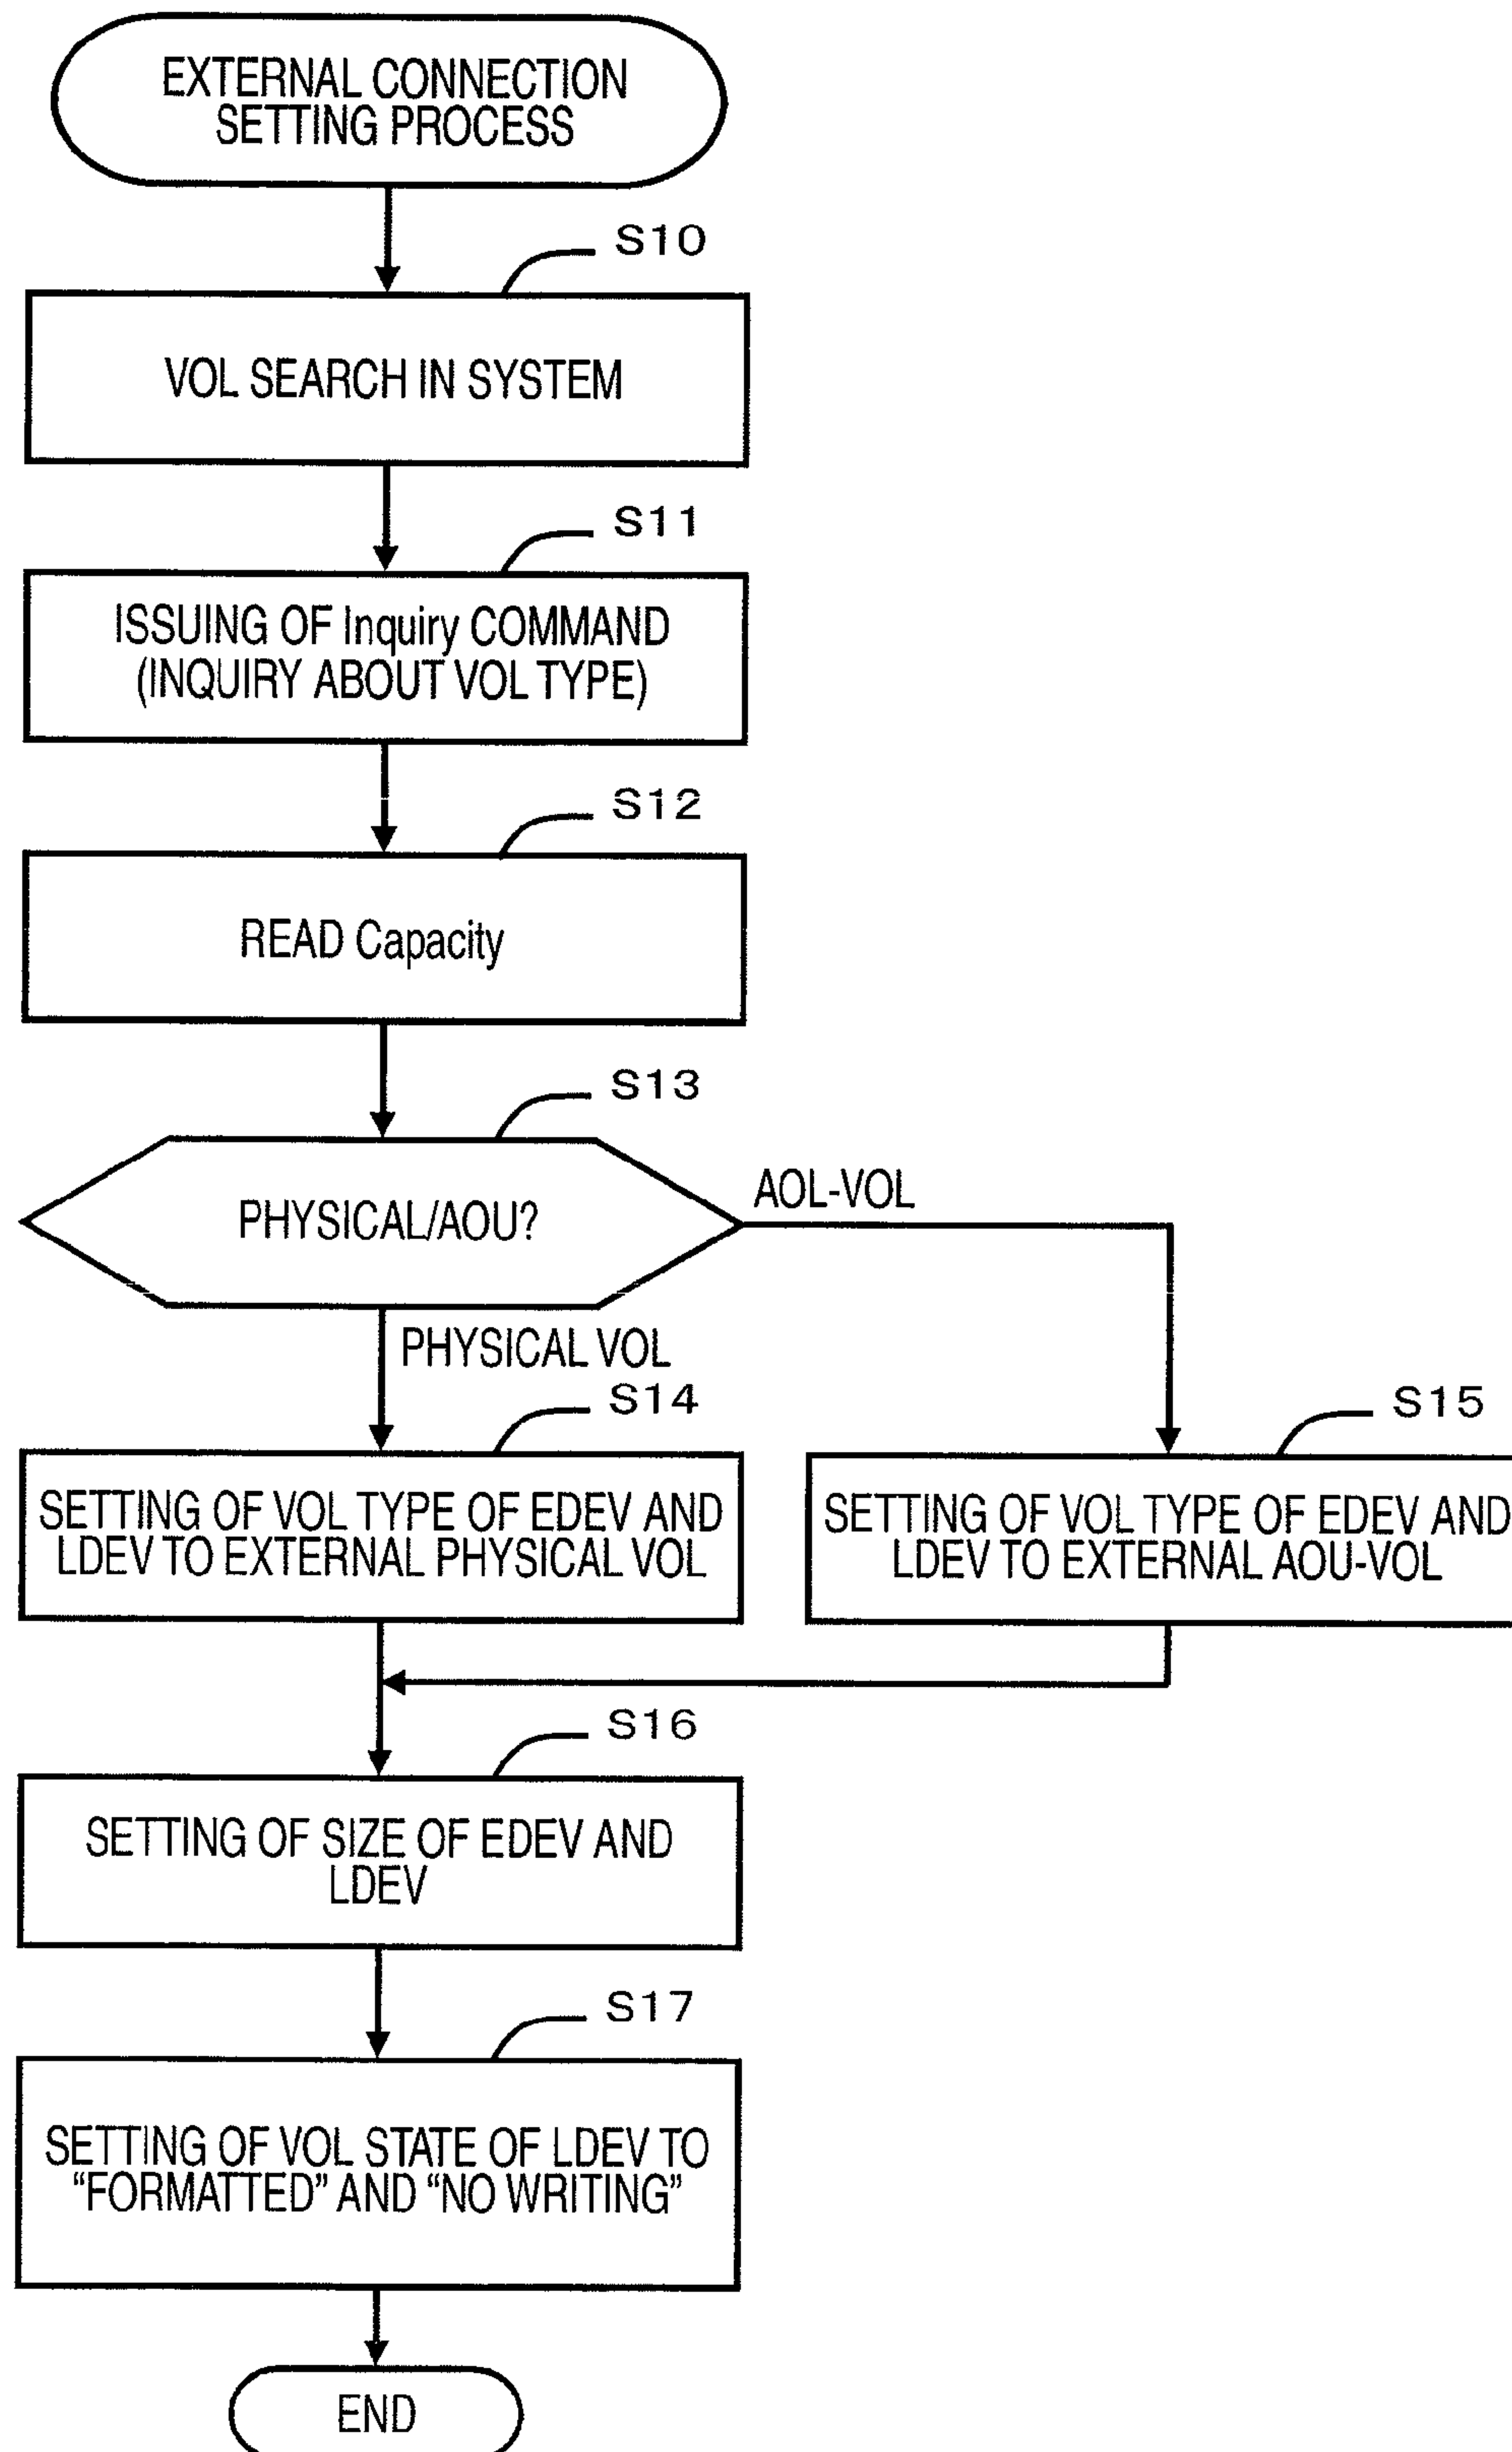 EXTERNAL CONNECTION
SETTING PROCESS
S10
VOL SEARCH IN SYSTEM
S11
ISSUING OF Inquiry COMMAND
(INQUIRY ABOUT VOL TYPE)
S12
READ Capacity
S13
PHYSICAL/AOU?
AOL-VOL
PHYSICAL VOL
S14
SETTING OF VOL TYPE OF EDEV AND
LDEV TO EXTERNAL PHYSICAL VOL
S15
SETTING OF VOL TYPE OF EDEV AND
LDEV TO EXTERNAL AOU-VOL
S16
SETTING OF SIZE OF EDEV AND
LDEV
S17
SETTING OF VOL STATE OF LDEV TO
“FORMATTED” AND “NO WRITING”
END